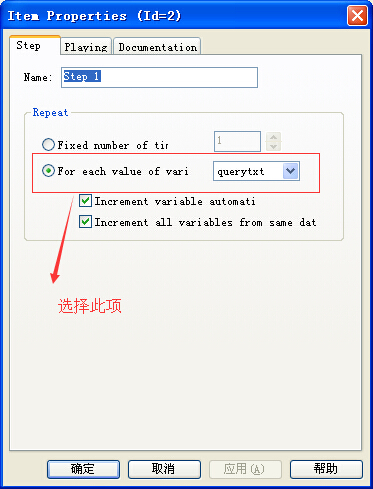 Item Properties (Id=2)
Step Playing Documentation
Name: Step 1
Repeat
Fixed number of tir 1
For each value of vari querytxt
Increment variable automati
Increment all variables from same dat
选择此项
确定 取消 应用(A) 帮助